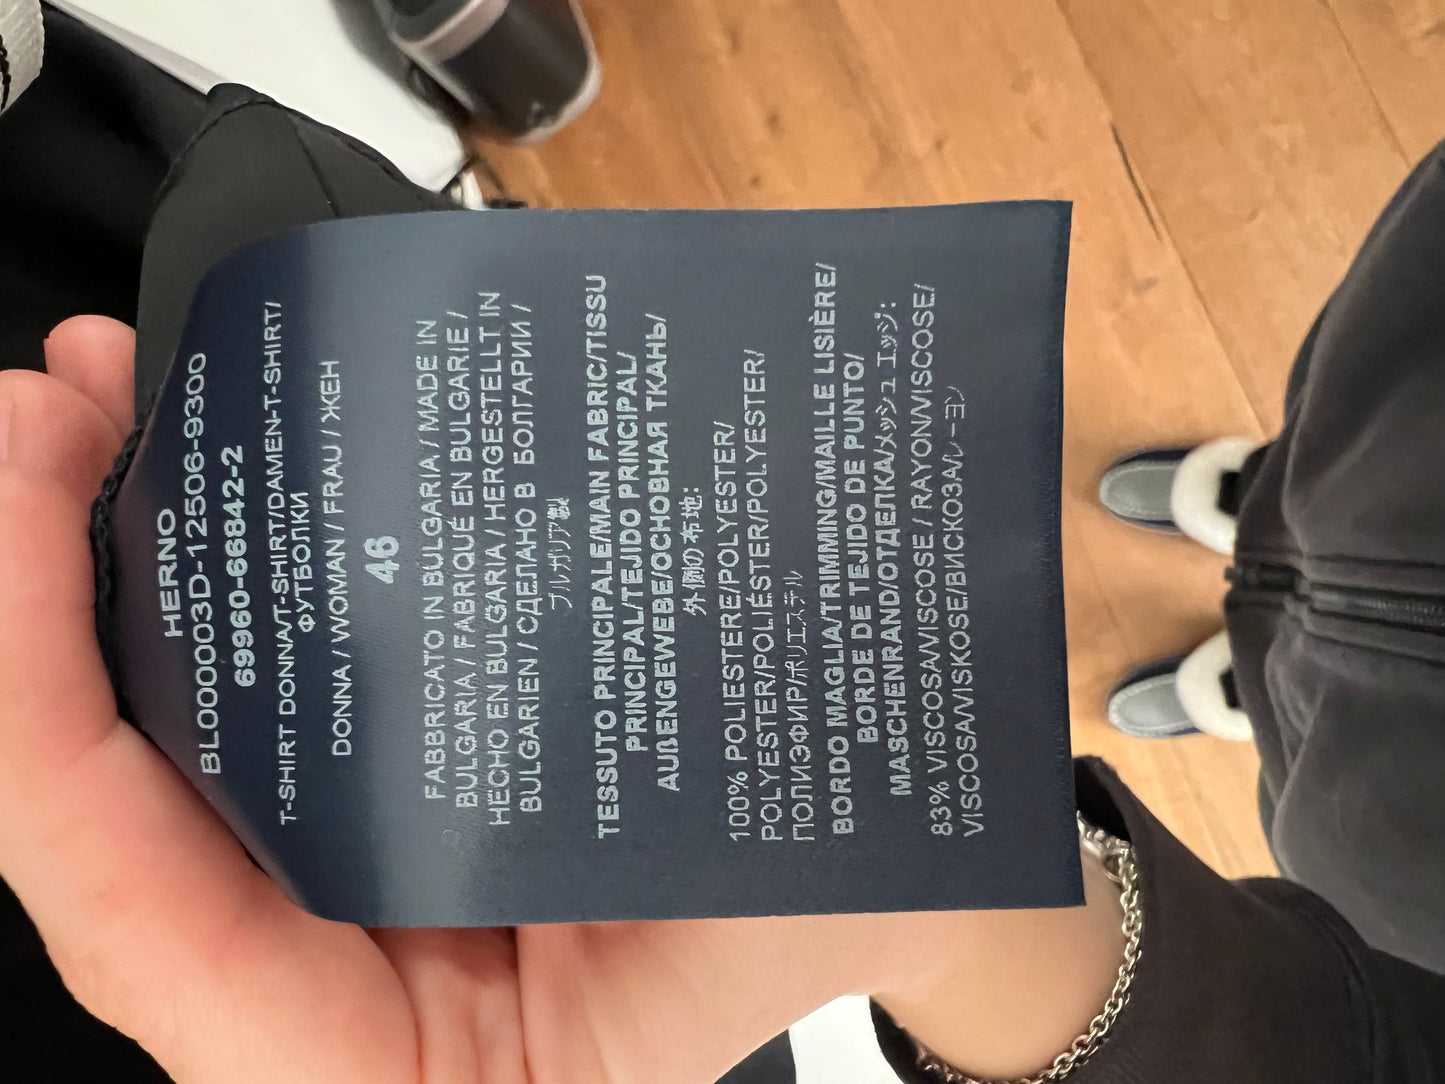 HERNO
BL000003D-12506-9300
69960-66842-2
T-SHIRT DONNA/T-SHIRT/DAMEN-T-SHIRT/
ФУТБОЛКИ
DONNA / WOMAN / FRAU / ЖЕН
46
FABBRICATO IN BULGARIA / MADE IN
BULGARIA / FABRIQUÉ EN BULGARIE /
HECHO EN BULGARIA / HERGESTELLT IN
BULGARIEN / СДЕЛАНО В БОЛГАРИИ /
ブルガリア製
TESSUTO PRINCIPALE/MAIN FABRIC/TISSU
PRINCIPAL/TEJIDO PRINCIPAL/
AUßENGEWEBE/ОСНОВНАЯ ТКАНЬ/
外側の布地:
100% POLIESTERE/POLYESTER/
POLYESTER/POLIÉSTER/POLYESTER/
ПОЛИЭФИР/ポリエステル
BORDO MAGLIA/TRIMMING/MAILLE LISIÈRE/
BORDE DE TEJIDO DE PUNTO/
MASCHENRAND/ОТДЕЛКА/メッシュ エッジ:
83% VISCOSA/VISCOSE / RAYON/VISCOSE/
VISCOSA/VISKOSE/ВИСКОЗА/レーヨン